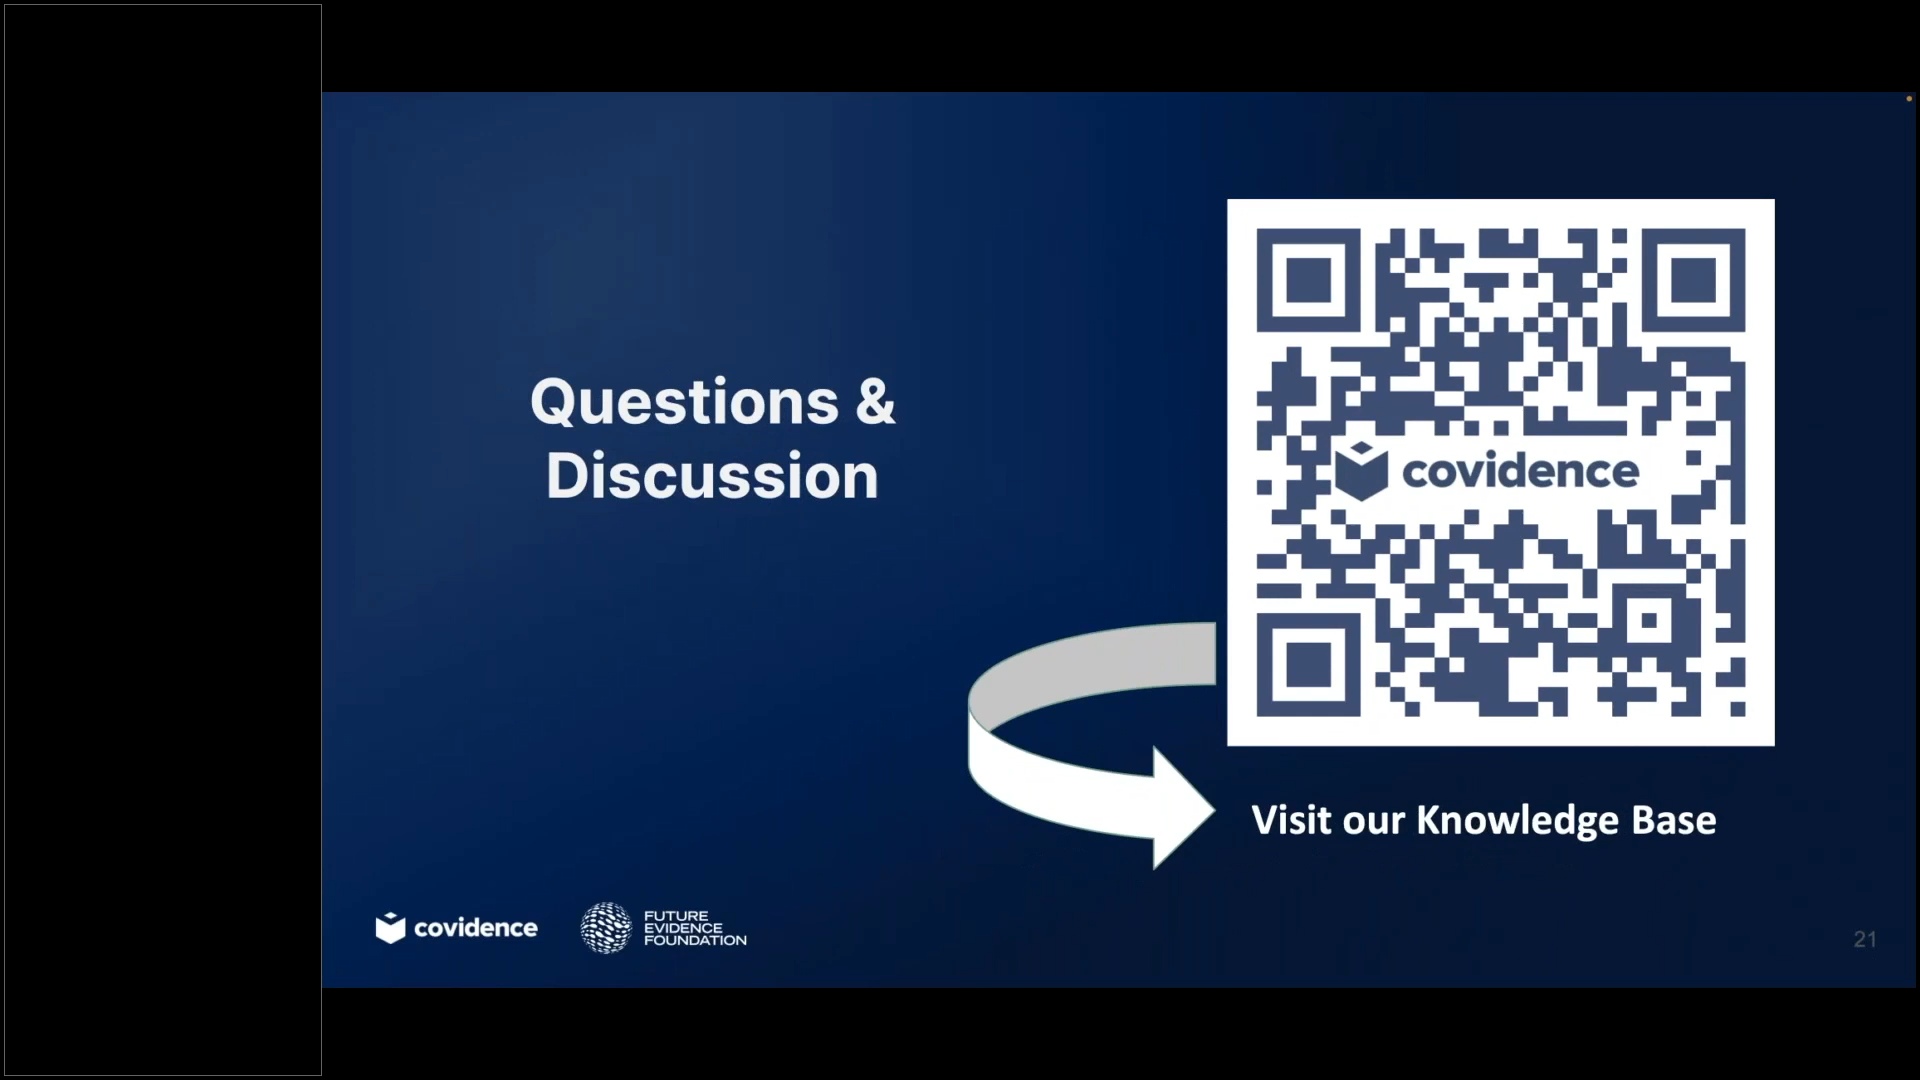 Questions &
Discussion
covidence
Visit our Knowledge Base
covidence
FUTURE
EVIDENCE
FOUNDATION
21